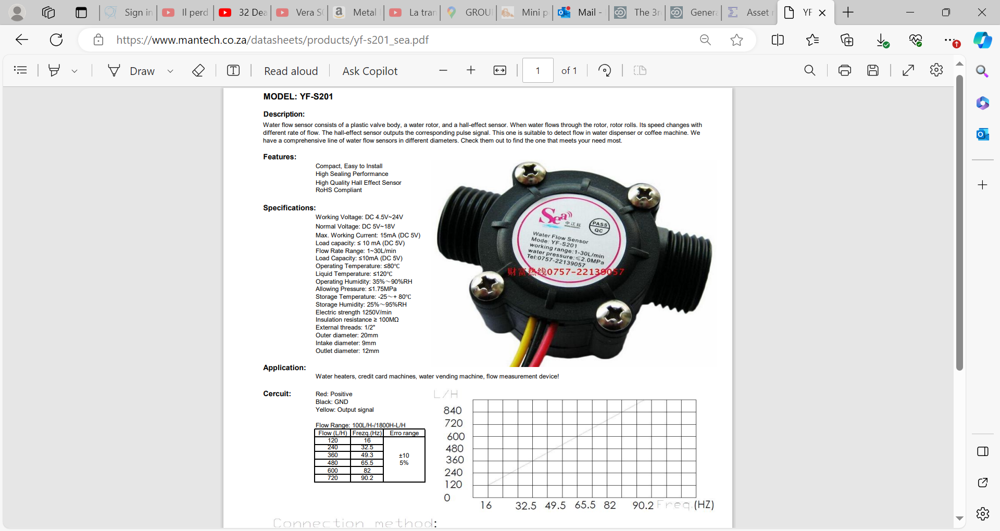 Sign in
Il perd
32 Dea
Vera S
Metal
La tran
GROU
Mini p
Mail -
The 3r
Genera
Asset
YF
https://www.mantech.co.za/datasheets/products/yf-s201_sea.pdf
Draw
Read aloud
Ask Copilot
1
of 1
MODEL: YF-S201
Description:
Water flow sensor consists of a plastic valve body, a water rotor, and a hall-effect sensor. When water flows through the rotor, rotor rolls. Its speed changes with
different rate of flow. The hall-effect sensor outputs the corresponding pulse signal. This one is suitable to detect flow in water dispenser or coffee machine. We
have a comprehensive line of water flow sensors in different diameters. Check them out to find the one that meets your need most.
Features:
Compact, Easy to Install
High Sealing Performance
High Quality Hall Effect Sensor
RoHS Compliant
Specifications:
Working Voltage: DC 4.5V~24V
Normal Voltage: DC 5V~18V
Max. Working Current: 15mA (DC 5V)
Load capacity: ≤ 10 mA (DC 5V)
Flow Rate Range: 1~30L/min
Load Capacity: ≤10mA (DC 5V)
Operating Temperature: ≤80℃
Liquid Temperature: ≤120℃
Operating Humidity: 35%～90%RH
Allowing Pressure: ≤1.75MPa
Storage Temperature: -25～+ 80℃
Storage Humidity: 25%～95%RH
Electric strength 1250V/min
Insulation resistance ≥ 100MΩ
External threads: 1/2"
Outer diameter: 20mm
Intake diameter: 9mm
Outlet diameter: 12mm
Sea
中江红
PASS
QC
Water Flow Sensor
Mode: YF-S201
working range:1-30L/min
water pressure:≤2.0MPa
Tel:0757-22139057
财富热线0757-22139057
Application:
Water heaters, credit card machines, water vending machine, flow measurement device!
Cercuit:
Red: Positive
Black: GND
Yellow: Output signal
Flow Range: 100L/H-/1800H-L/H
Flow (L/H) Frezq.(Hz) Erro range
120 16
240 32.5
360 49.3 ±10
480 65.5 5%
600 82
720 90.2
L/H
840
720
600
480
360
240
120
0
16 32.5 49.5 65.5 82 90.2 Freq.(HZ)
Connection method: